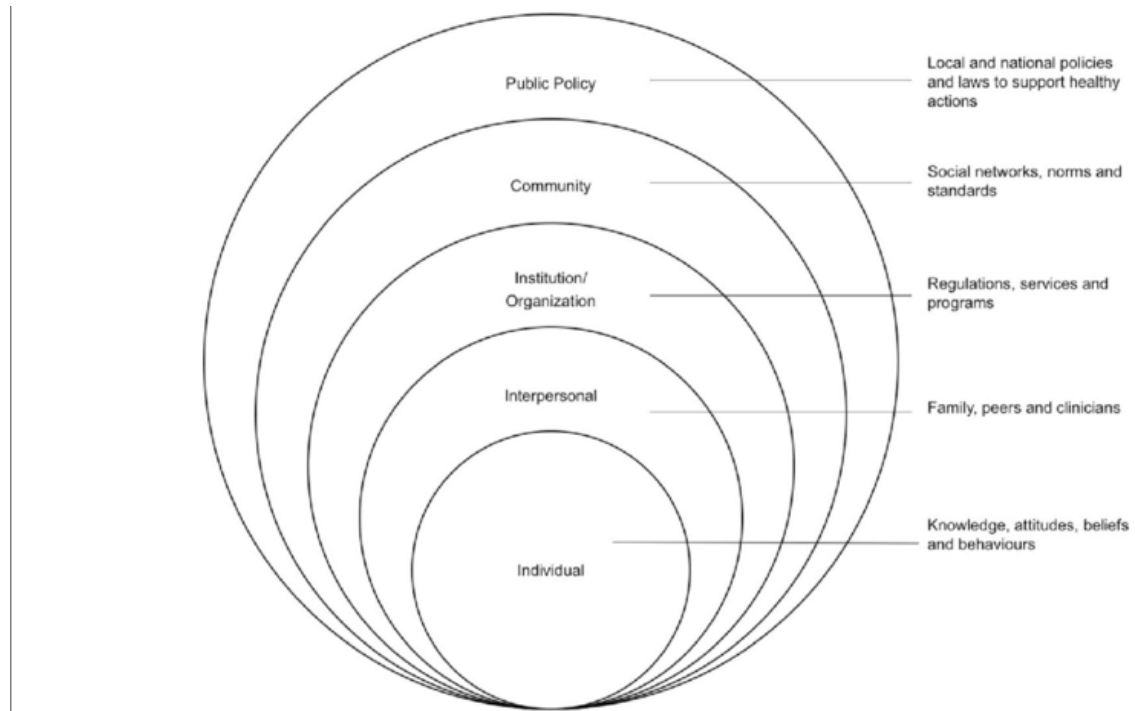 Public Policy
Local and national policies
and laws to support healthy
actions
Community
Social networks, norms and
standards
Institution/
Organization
Regulations, services and
programs
Interpersonal
Family, peers and clinicians
Individual
Knowledge, attitudes, beliefs
and behaviours